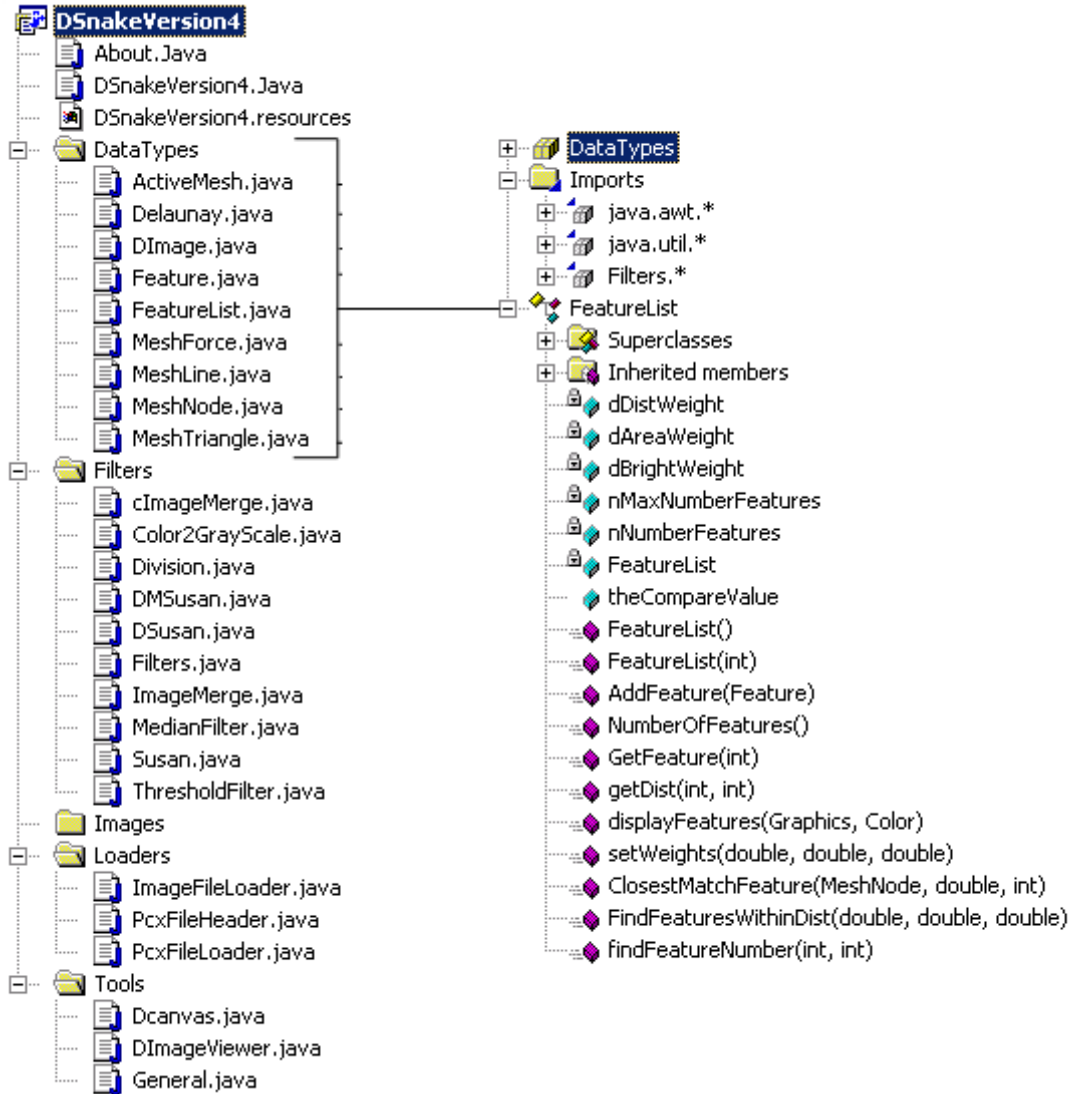 DSnakeVersion4
About.Java
DSnakeVersion4.Java
DSnakeVersion4.resources
DataTypes
ActiveMesh.java
Delaunay.java
DImage.java
Feature.java
FeatureList.java
MeshForce.java
MeshLine.java
MeshNode.java
MeshTriangle.java
Filters
cImageMerge.java
Color2GrayScale.java
Division.java
DMSusan.java
DSusan.java
Filters.java
ImageMerge.java
MedianFilter.java
Susan.java
ThresholdFilter.java
Images
Loaders
ImageFileLoader.java
PcxFileHeader.java
PcxFileLoader.java
Tools
Dcanvas.java
DImageViewer.java
General.java
DataTypes
Imports
java.awt.*
java.util.*
Filters.*
FeatureList
Superclasses
Inherited members
dDistWeight
dAreaWeight
dBrightWeight
nMaxNumberFeatures
nNumberFeatures
FeatureList
theCompareValue
FeatureList()
FeatureList(int)
AddFeature(Feature)
NumberOfFeatures()
GetFeature(int)
getDist(int, int)
displayFeatures(Graphics, Color)
setWeights(double, double, double)
ClosestMatchFeature(MeshNode, double, int)
FindFeaturesWithinDist(double, double, double)
findFeatureNumber(int, int)